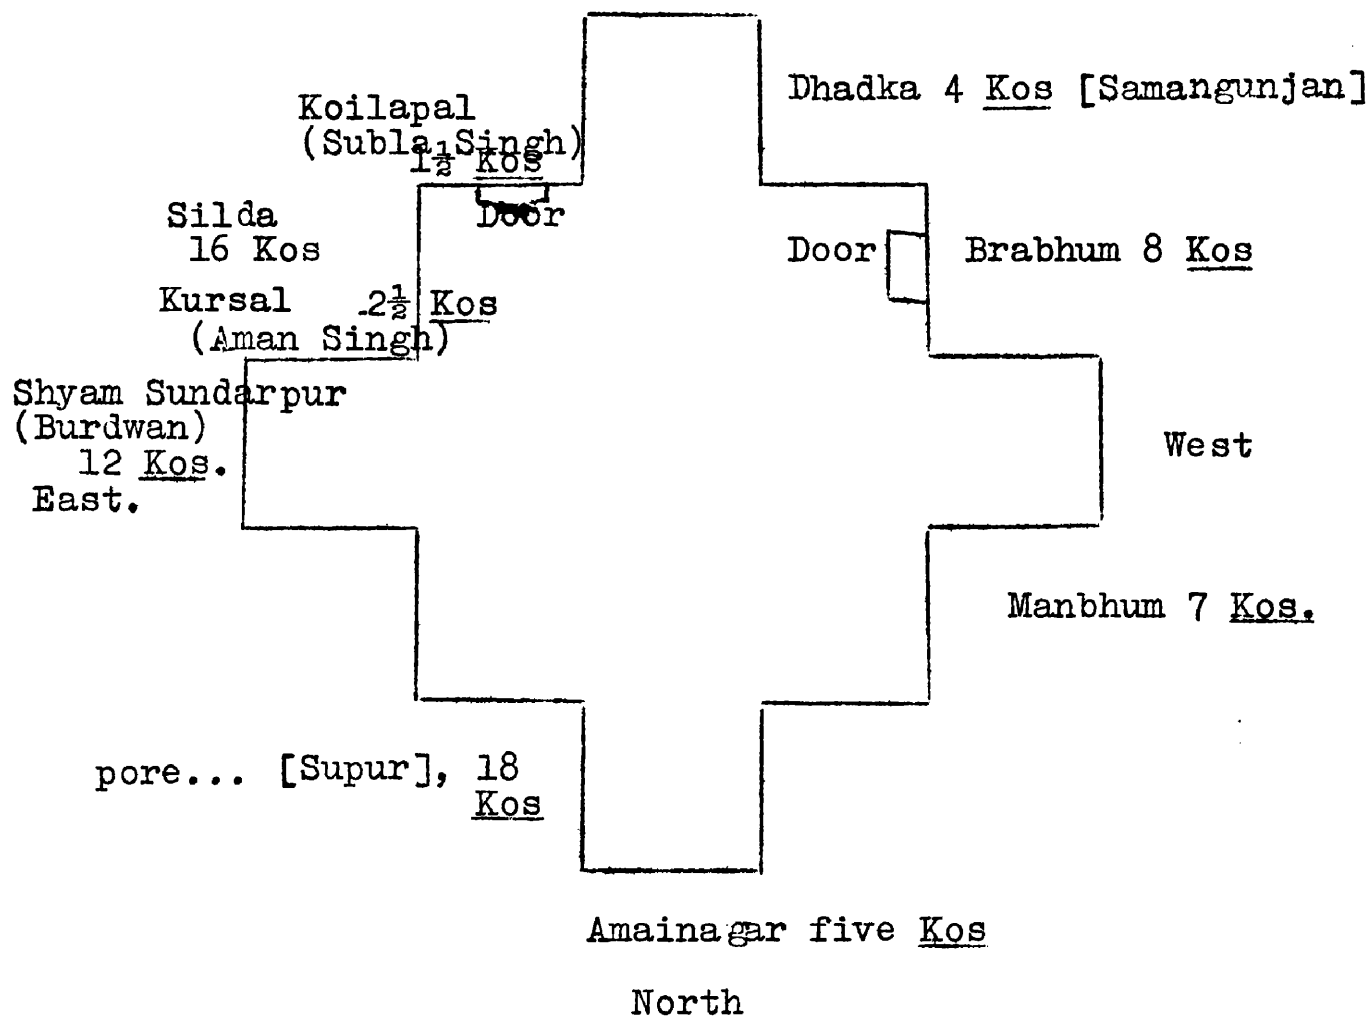 Dhadka 4 Kos [Samangunjan]
Koilapal
(Subla Singh)
1½ Kos
Door
Silda
16 Kos
Door
Brabhum 8 Kos
Kursal 2½ Kos
(Aman Singh)
Shyam Sundarpur
(Burdwan)
12 Kos.
East.
West
Manbhum 7 Kos.
pore... [Supur], 18
Kos
Amainagar five Kos
North